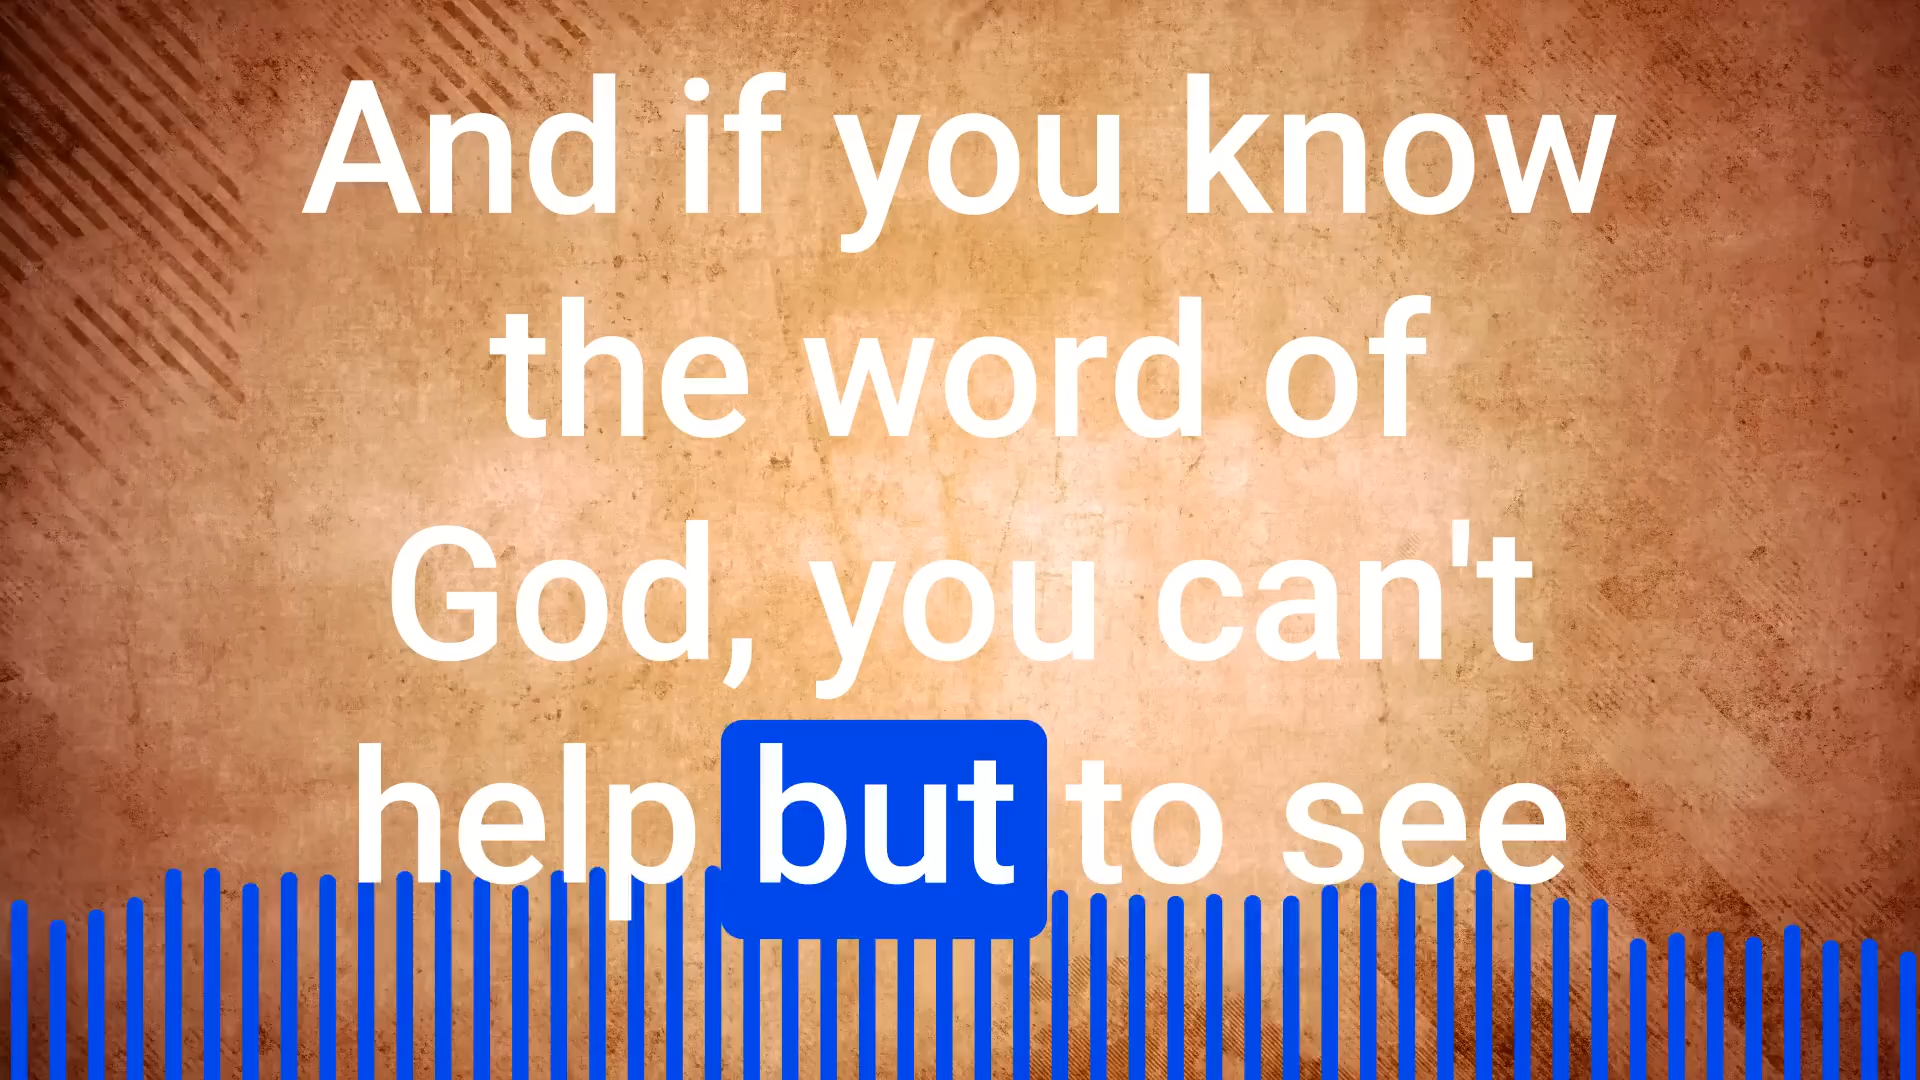 And if you know
the word of
God, you can't
help but to see